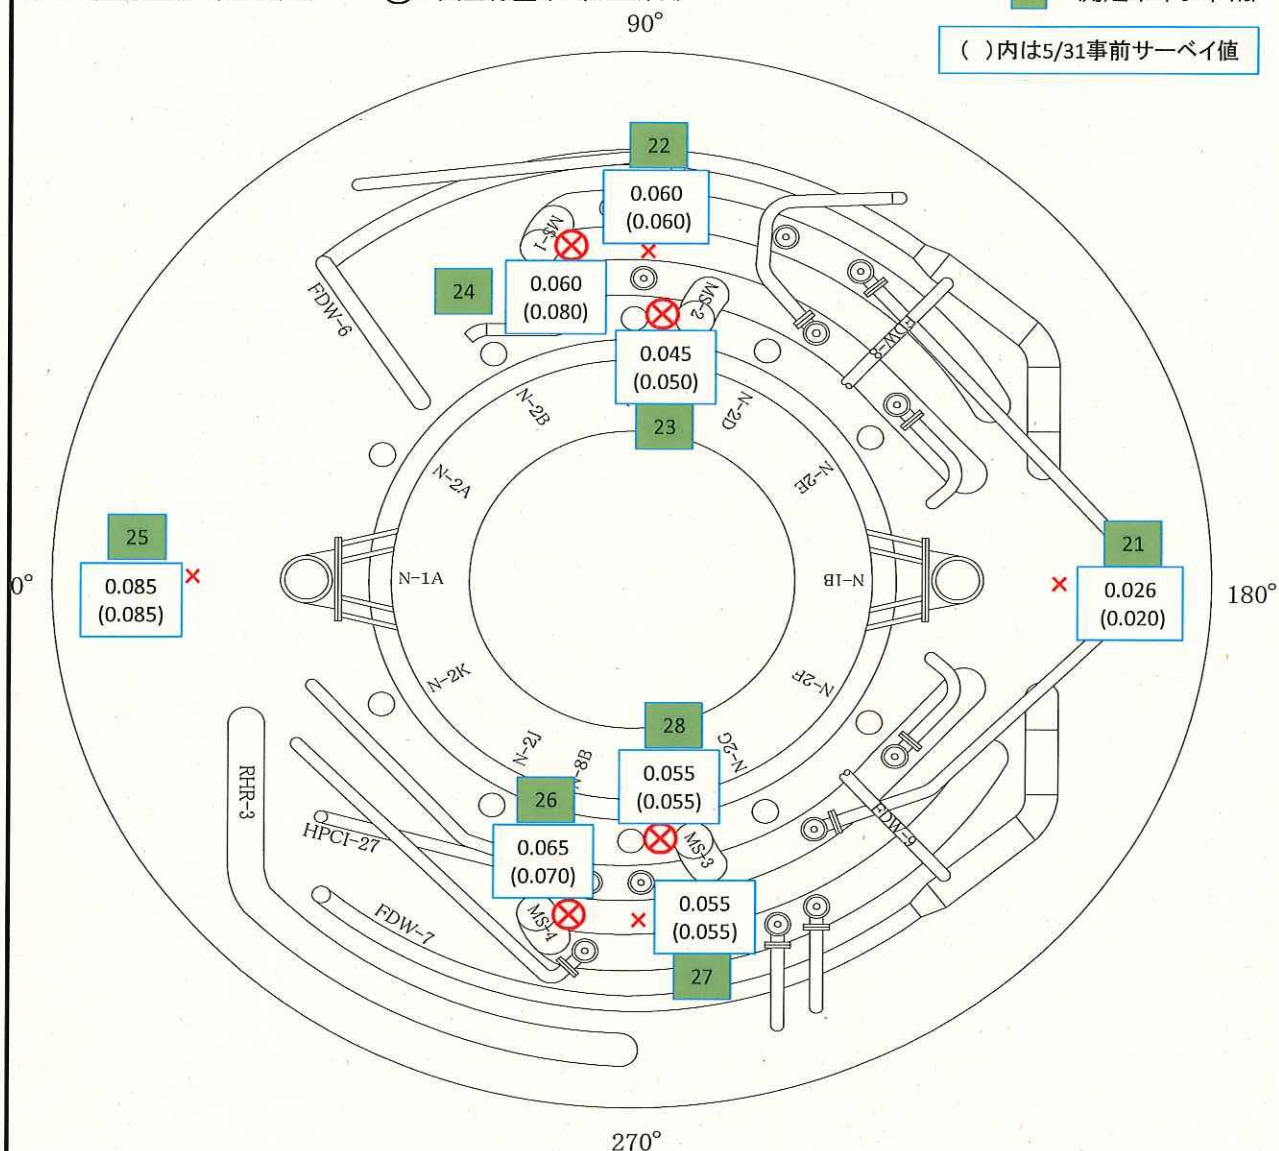 90°
( )内は5/31事前サーベイ値
22
0.060
(0.060)
MS-1
24
0.060
(0.080)
MS-2
FDW-6
FDW-8
0.045
(0.050)
23
N-2B
N-2D
N-2A
N-2E
25
0.085
(0.085)
0°
N-1A
N-1B
21
0.026
(0.020)
180°
N-2K
N-2F
28
0.055
(0.055)
N-2J
N-8B
N-2G
26
0.065
(0.070)
RHR-3
HPCI-27
MS-3
FDW-9
MS-4
FDW-7
0.055
(0.055)
27
270°